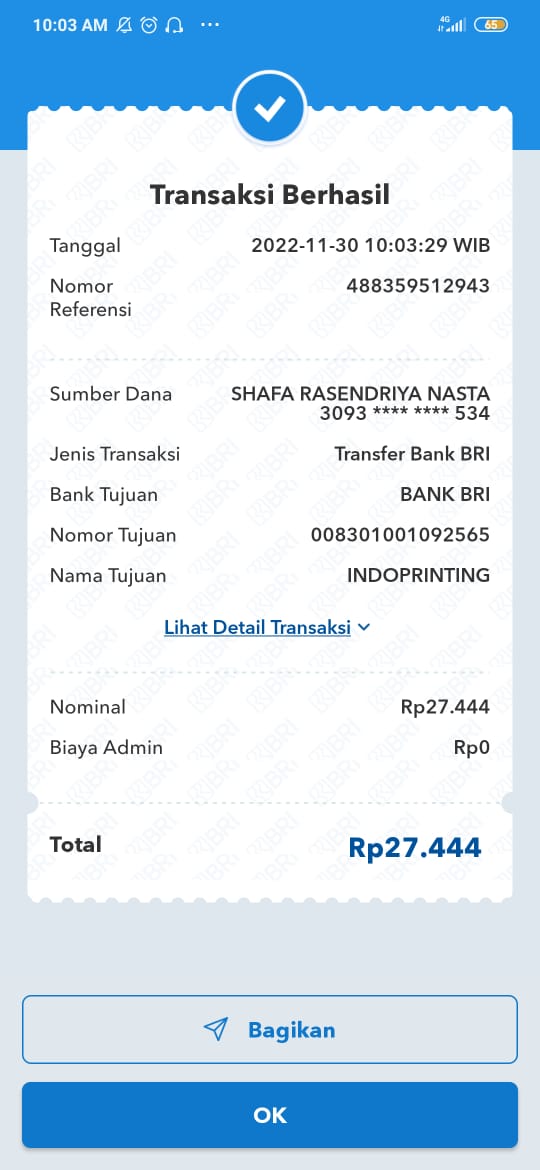 10:03 AM
4G
65
Transaksi Berhasil
Tanggal 2022-11-30 10:03:29 WIB
Nomor Referensi 488359512943
Sumber Dana SHAFA RASENDRIYA NASTA
3093 **** **** 534
Jenis Transaksi Transfer Bank BRI
Bank Tujuan BANK BRI
Nomor Tujuan 008301001092565
Nama Tujuan INDOPRINTING
Lihat Detail Transaksi
Nominal Rp27.444
Biaya Admin Rp0
Total Rp27.444
Bagikan
OK